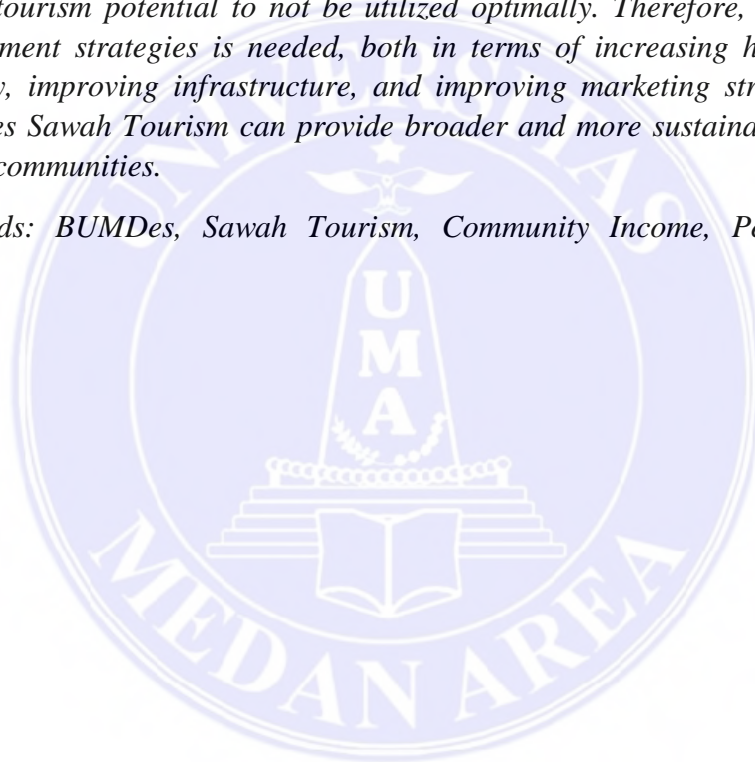 tourism potential to not be utilized optimally. Therefore,
ment strategies is needed, both in terms of increasing h
y, improving infrastructure, and improving marketing str
es Sawah Tourism can provide broader and more sustaina
communities.
ds: BUMDes, Sawah Tourism, Community Income, P
UNIVERSITAS
UMA
MEDAN AREA